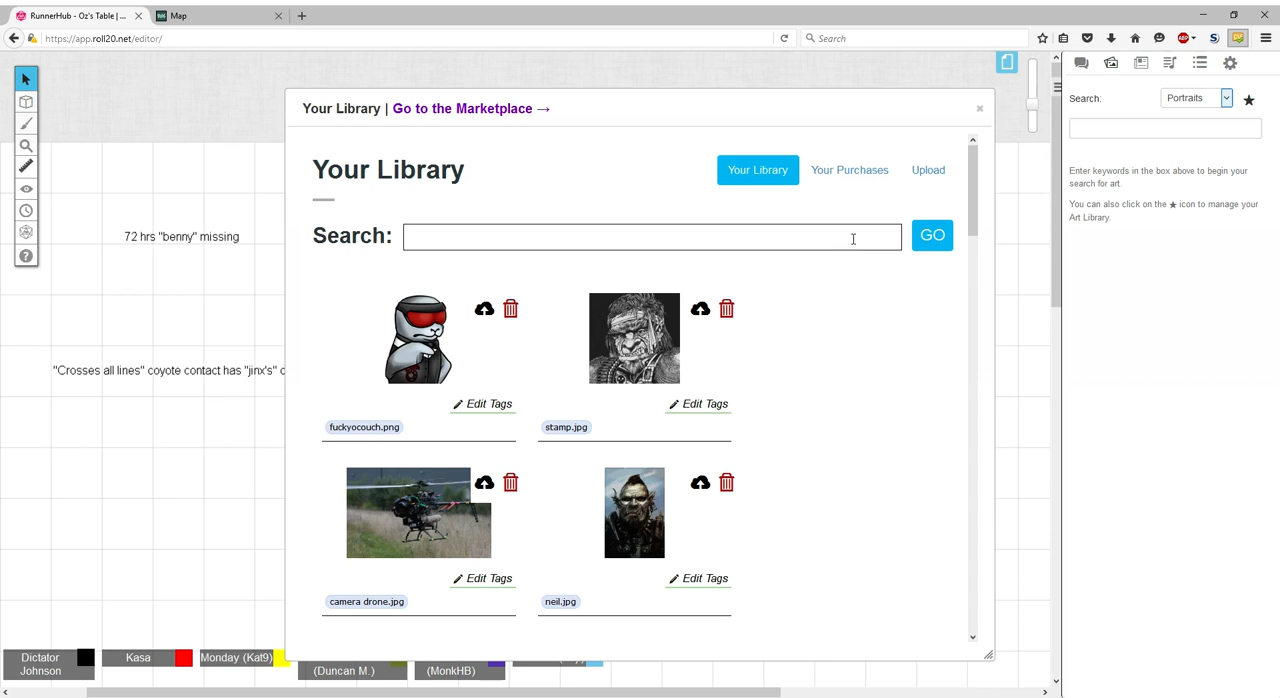 RunnerHub - Oz's Table | ...
Map
https://app.roll20.net/editor/
Search
Your Library | Go to the Marketplace →
Your Library
Your Library
Your Purchases
Upload
Search:
GO
Edit Tags
Edit Tags
fuckyocouch.png
stamp.jpg
Edit Tags
Edit Tags
camera drone.jpg
neil.jpg
72 hrs "benny" missing
"Crosses all lines" coyote contact has "jinx's" c
Dictator
Johnson
Kasa
Monday (Kat9)
(Duncan M.)
(MonkHB)
Search:
Portraits
Enter keywords in the box above to begin your
search for art.
You can also click on the ★ icon to manage your
Art Library.